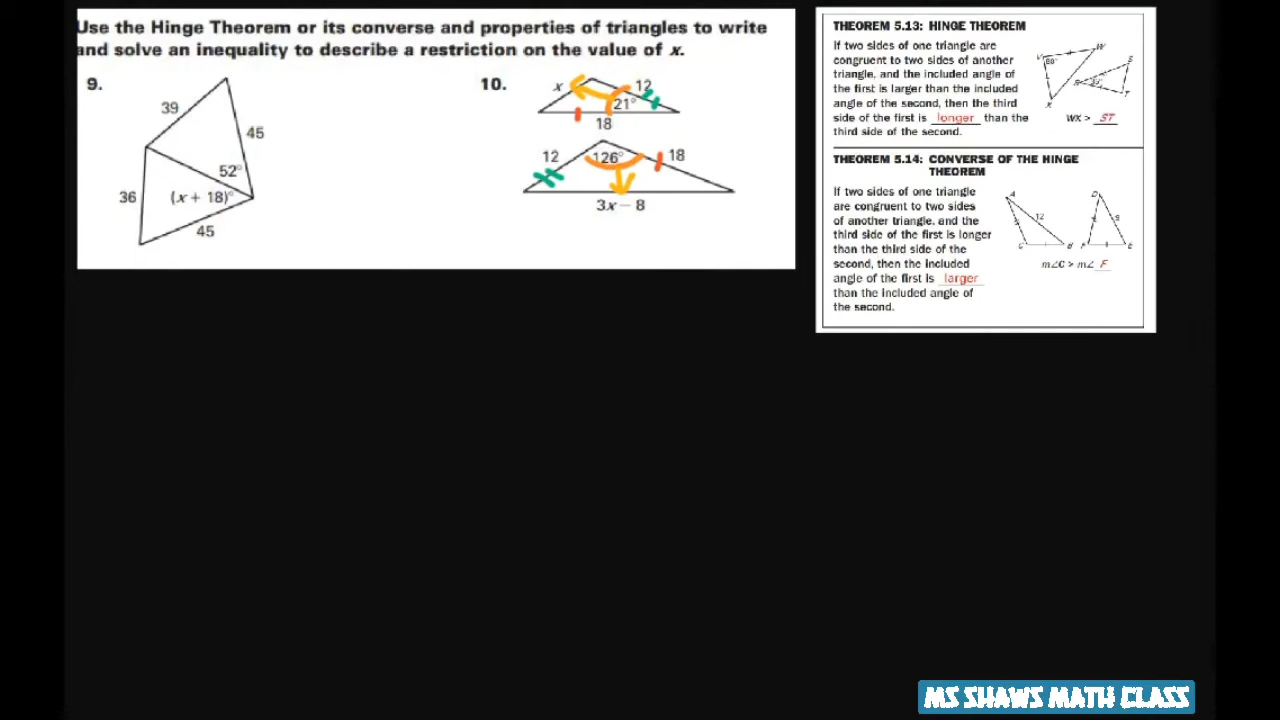 Use the Hinge Theorem or its converse and properties of triangles to write
and solve an inequality to describe a restriction on the value of x.
9.
39
45
52°
36
(x + 18)°
45
10.
x
12
21°
18
12
126°
18
3x – 8
THEOREM 5.13: HINGE THEOREM
If two sides of one triangle are
congruent to two sides of another
triangle, and the included angle of
the first is larger than the included
angle of the second, then the third
side of the first is longer than the
third side of the second.
V
W
88°
X
S
R
T
WX > ST
THEOREM 5.14: CONVERSE OF THE HINGE
THEOREM
If two sides of one triangle
are congruent to two sides
of another triangle, and the
third side of the first is longer
than the third side of the
second, then the included
angle of the first is larger
than the included angle of
the second.
A
12
C
B
D
9
F
E
m∠C > m∠ F
MS SHAWS MATH CLASS